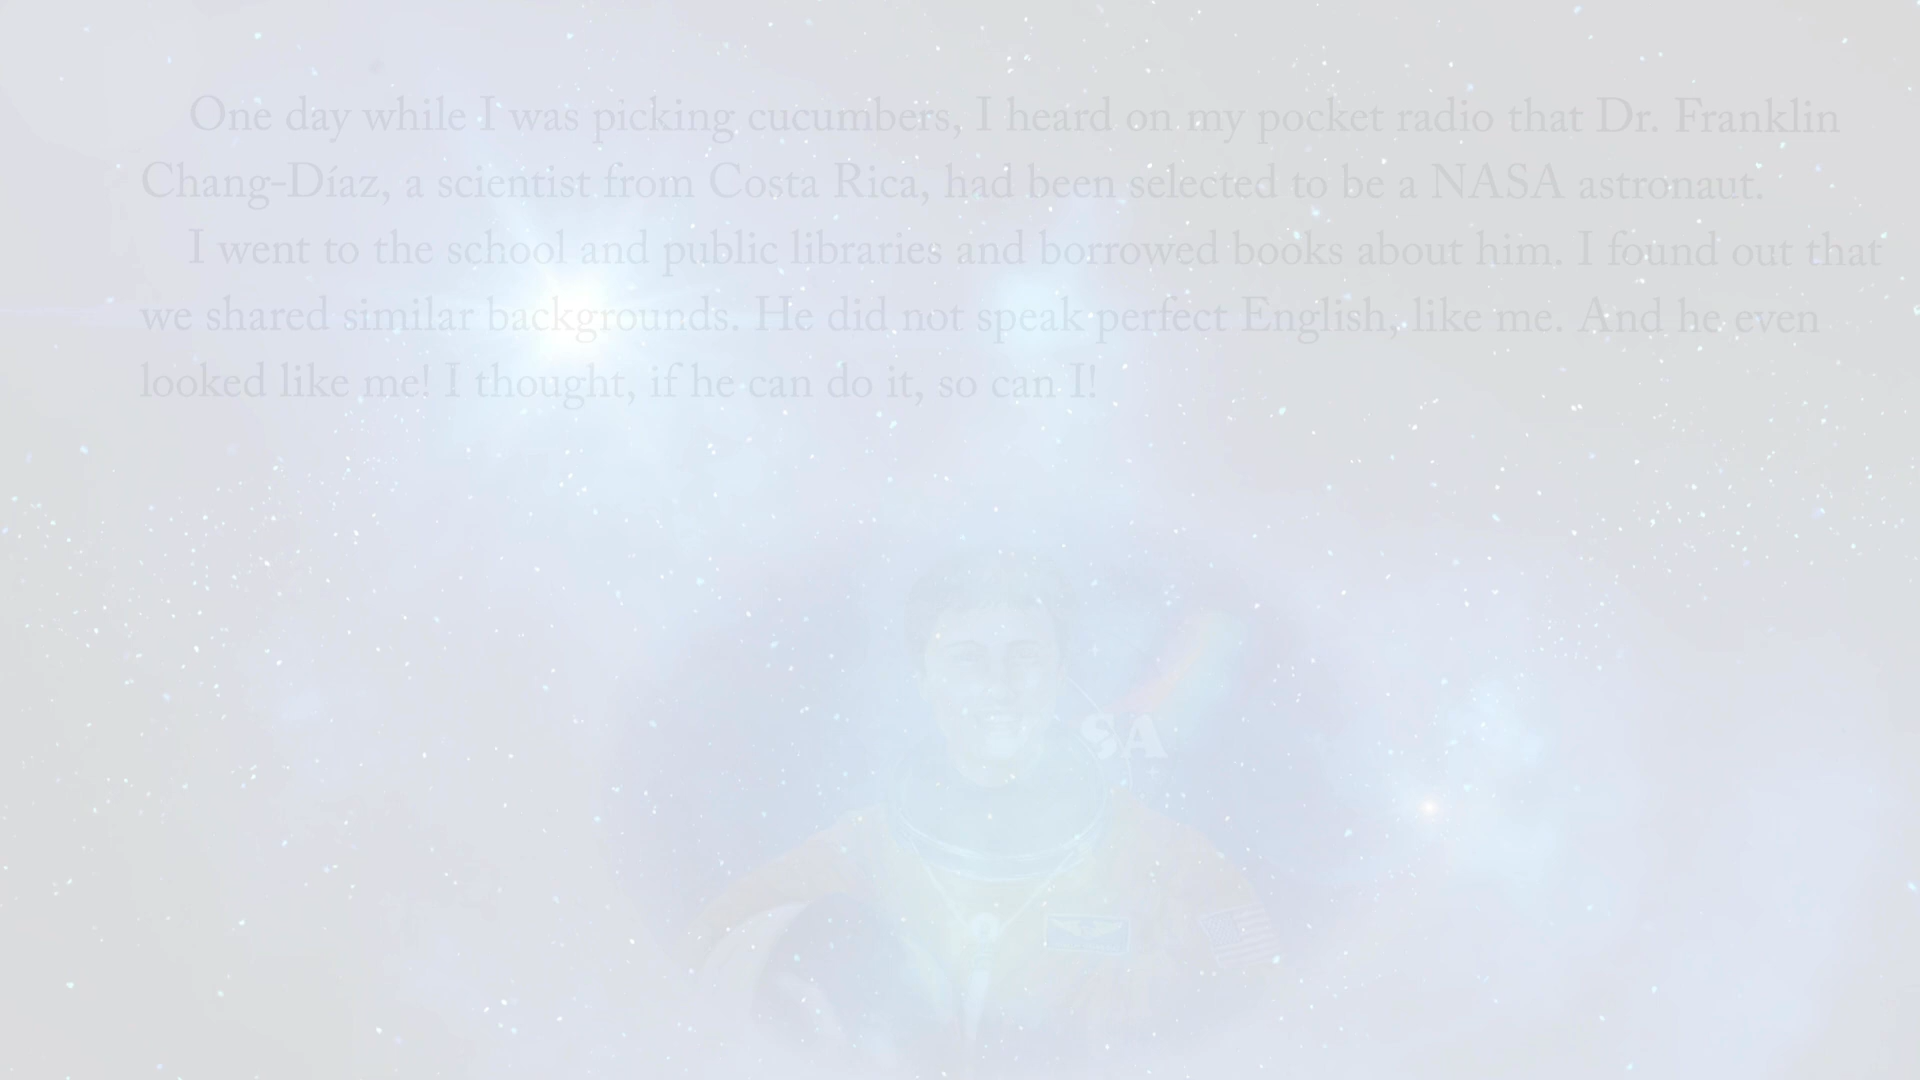 One day while I was picking cucumbers, I heard on my pocket radio that Dr. Franklin
Chang-Díaz, a scientist from Costa Rica, had been selected to be a NASA astronaut.
I went to the school and public libraries and borrowed books about him. I found out that
we shared similar backgrounds. He did not speak perfect English, like me. And he even
looked like me! I thought, if he can do it, so can I!
SA